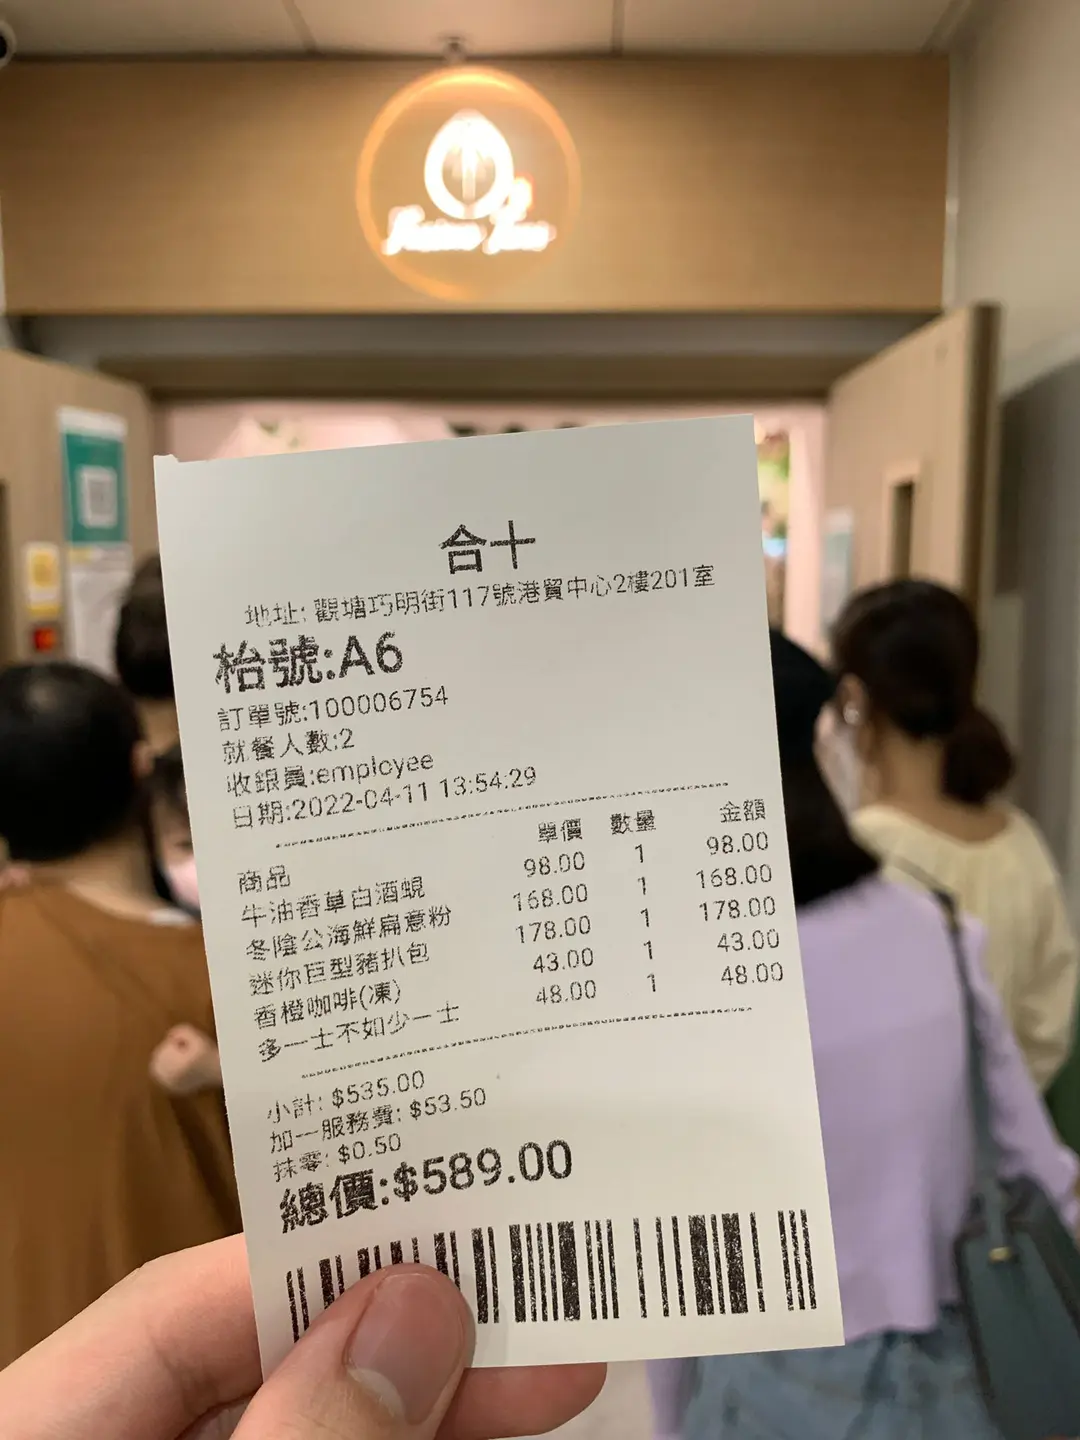 合十
地址: 觀塘巧明街117號港貿中心2樓201室
枱號:A6
訂單號:100006754
就餐人數:2
收銀員:employee
日期:2022-04-11 13:54:29
商品 單價 數量 金額
牛油香草白酒蜆 98.00 1 98.00
冬陰公海鮮扁意粉 168.00 1 168.00
迷你巨型豬扒包 178.00 1 178.00
香橙咖啡(凍) 43.00 1 43.00
多一士不如少一士 48.00 1 48.00
小計: $535.00
加一服務費: $53.50
抹零: $0.50
總價:$589.00